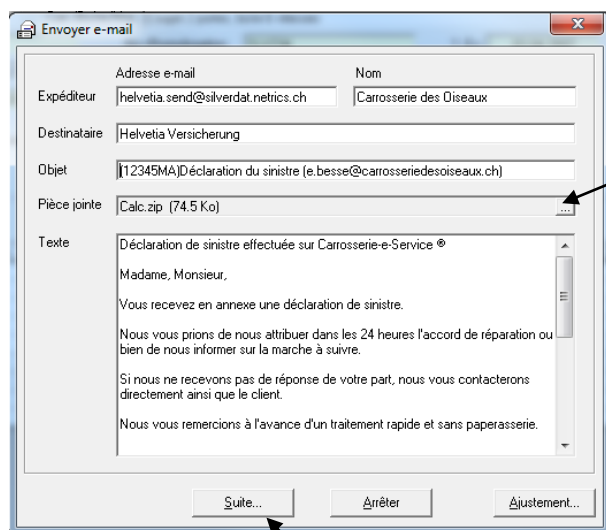 Envoyer e-mail
Adresse e-mail Nom
Expéditeur helvetia.send@silverdat.netrics.ch Carrosserie des Oiseaux
Destinataire Helvetia Versicherung
Objet (12345MA)Déclaration du sinistre (e.besse@carrosseriedesoiseaux.ch)
Pièce jointe Calc.zip (74.5 Ko) ...
Texte Déclaration de sinistre effectuée sur Carrosserie-e-Service ®
Madame, Monsieur,
Vous recevez en annexe une déclaration de sinistre.
Nous vous prions de nous attribuer dans les 24 heures l'accord de réparation ou
bien de nous informer sur la marche à suivre.
Si nous ne recevons pas de réponse de votre part, nous vous contacterons
directement ainsi que le client.
Nous vous remercions à l'avance d'un traitement rapide et sans paperasserie.
Suite... Arrêter Ajustement...